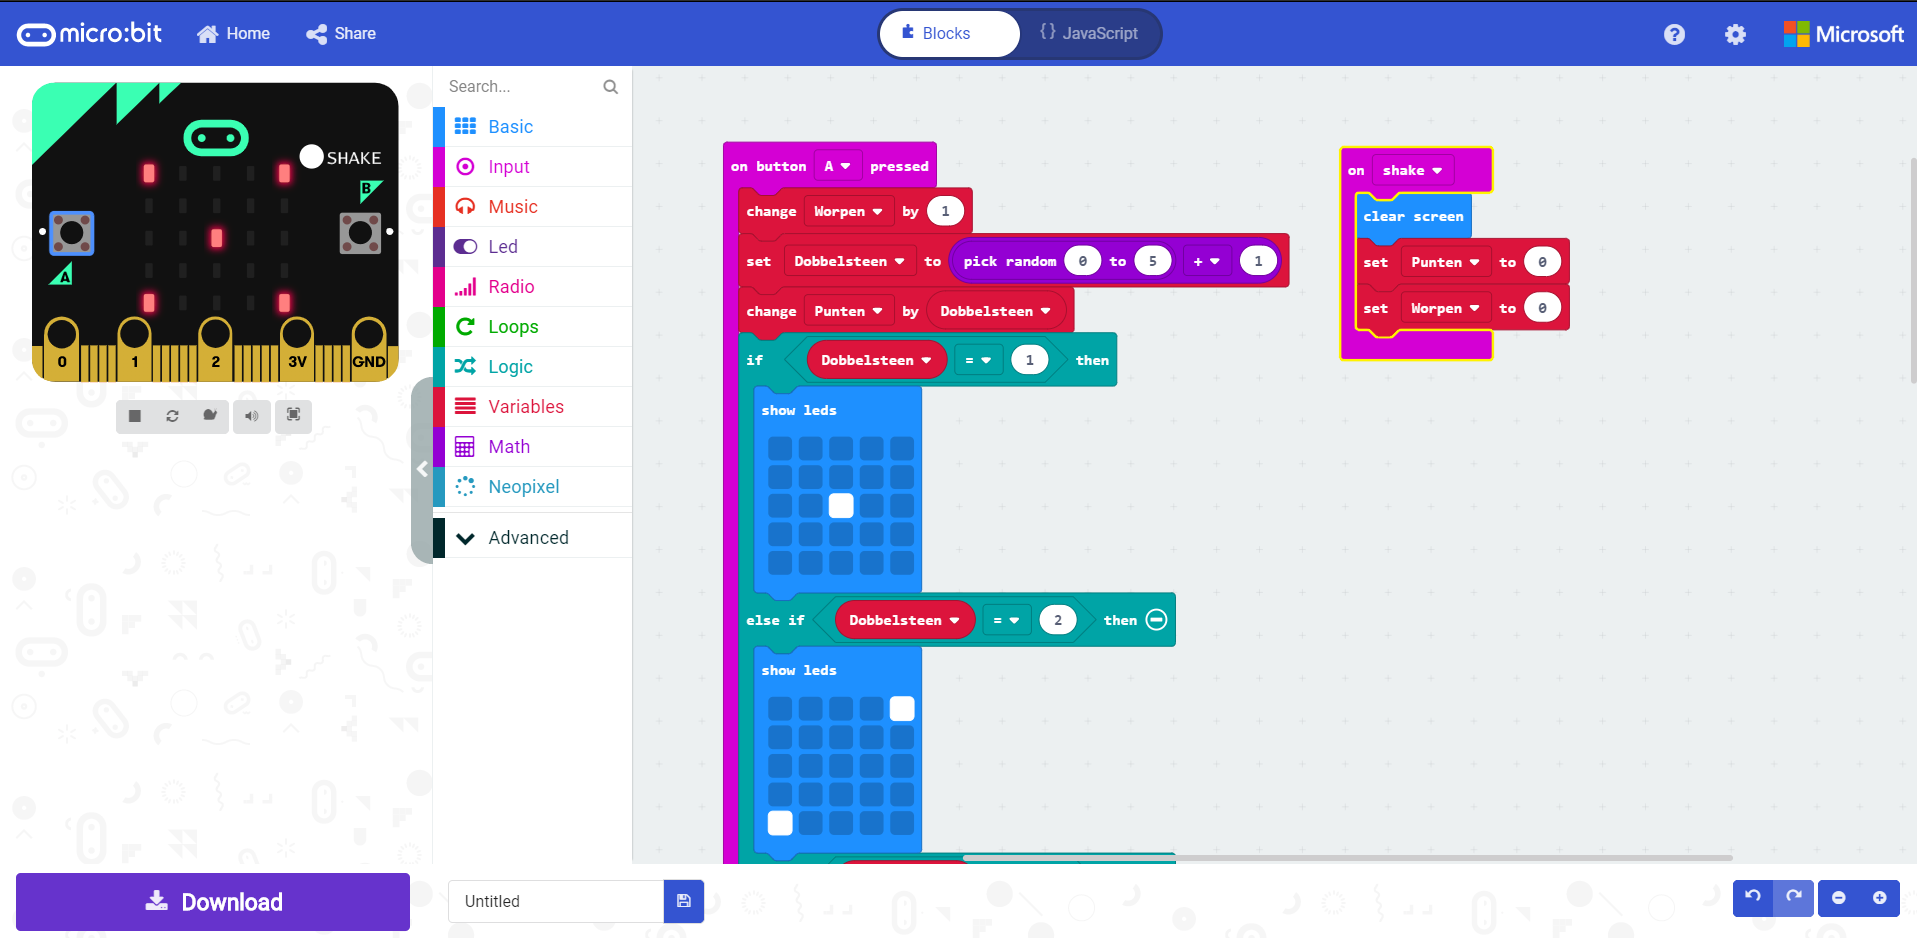 micro:bit Home Share Blocks {} JavaScript ? Microsoft
SHAKE
B
A
0 1 2 3V GND
Search...
Basic
Input
Music
Led
Radio
Loops
Logic
Variables
Math
Neopixel
Advanced
on button A pressed
change Worpen by 1
set Dobbelsteen to pick random 0 to 5 + 1
change Punten by Dobbelsteen
if Dobbelsteen = 1 then
show leds
else if Dobbelsteen = 2 then
show leds
on shake
clear screen
set Punten to 0
set Worpen to 0
Download
Untitled